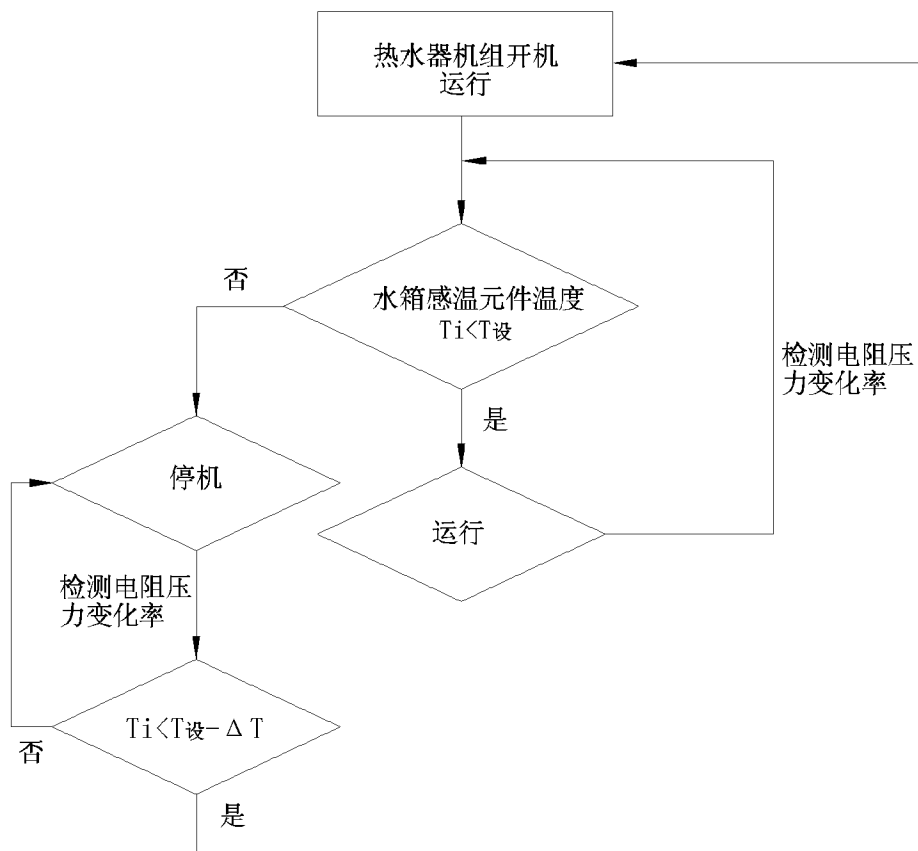 热水器机组开机
运行
否
水箱感温元件温度
Ti<T设
检测电阻压
力变化率
是
停机
运行
检测电阻压
力变化率
Ti<T设-ΔT
否
是